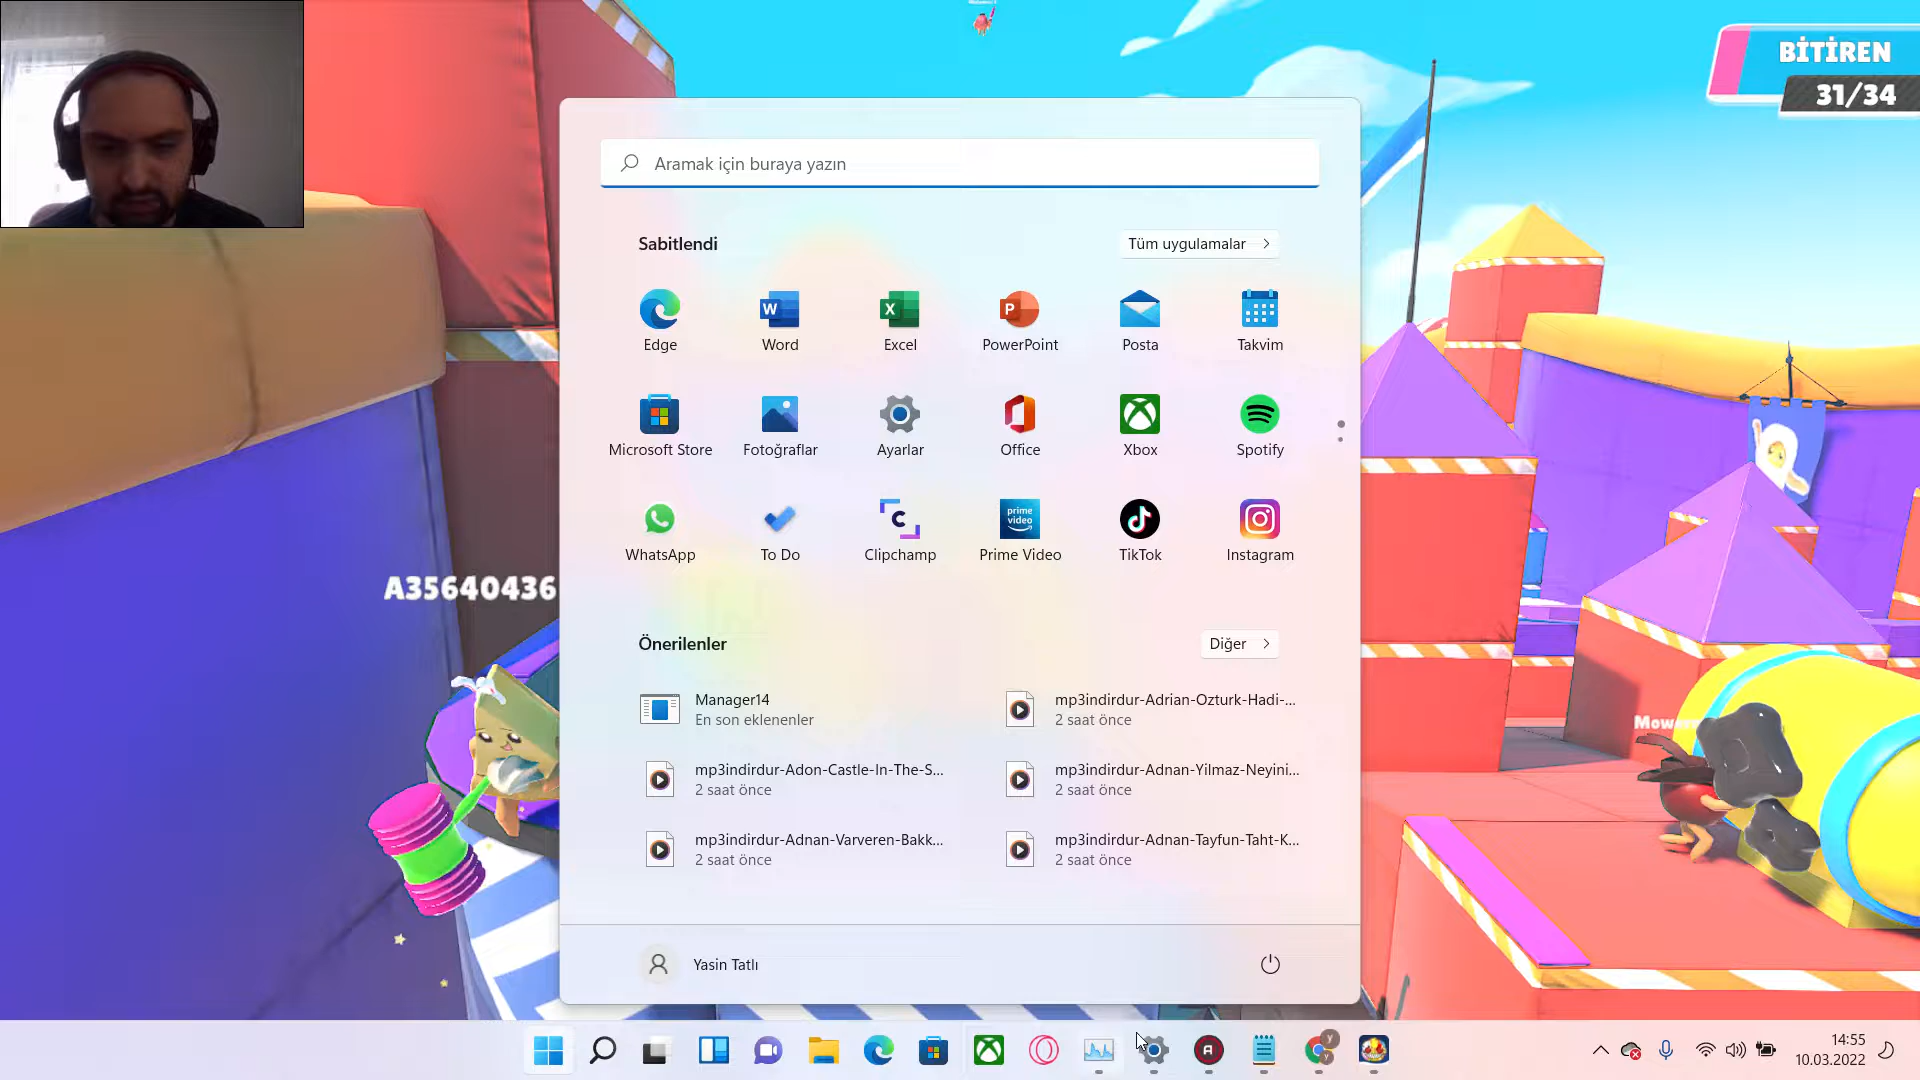 BİTİREN
31/34
Aramak için buraya yazın
Sabitlendi
Tüm uygulamalar
Edge
Word
Excel
PowerPoint
Posta
Takvim
Microsoft Store
Fotoğraflar
Ayarlar
Office
Xbox
Spotify
WhatsApp
To Do
Clipchamp
prime
video
Prime Video
TikTok
Instagram
A35640436
Önerilenler
Diğer
Manager14
En son eklenenler
mp3indirdur-Adrian-Ozturk-Hadi-...
2 saat önce
mp3indirdur-Adon-Castle-In-The-S...
2 saat önce
mp3indirdur-Adnan-Yilmaz-Neyini...
2 saat önce
mp3indirdur-Adnan-Varveren-Bakk...
2 saat önce
mp3indirdur-Adnan-Tayfun-Taht-K...
2 saat önce
Yasin Tatlı
14:55
10.03.2022